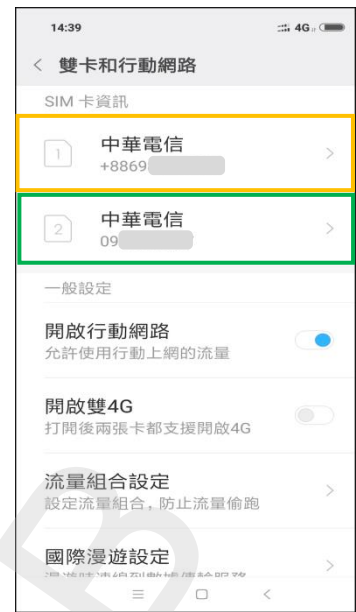 14:39
4G
雙卡和行動網路
SIM 卡資訊
1
中華電信
+8869
2
中華電信
09
一般設定
開啟行動網路
允許使用行動上網的流量
開啟雙4G
打開後兩張卡都支援開啟4G
流量組合設定
設定流量組合，防止流量偷跑
國際漫遊設定